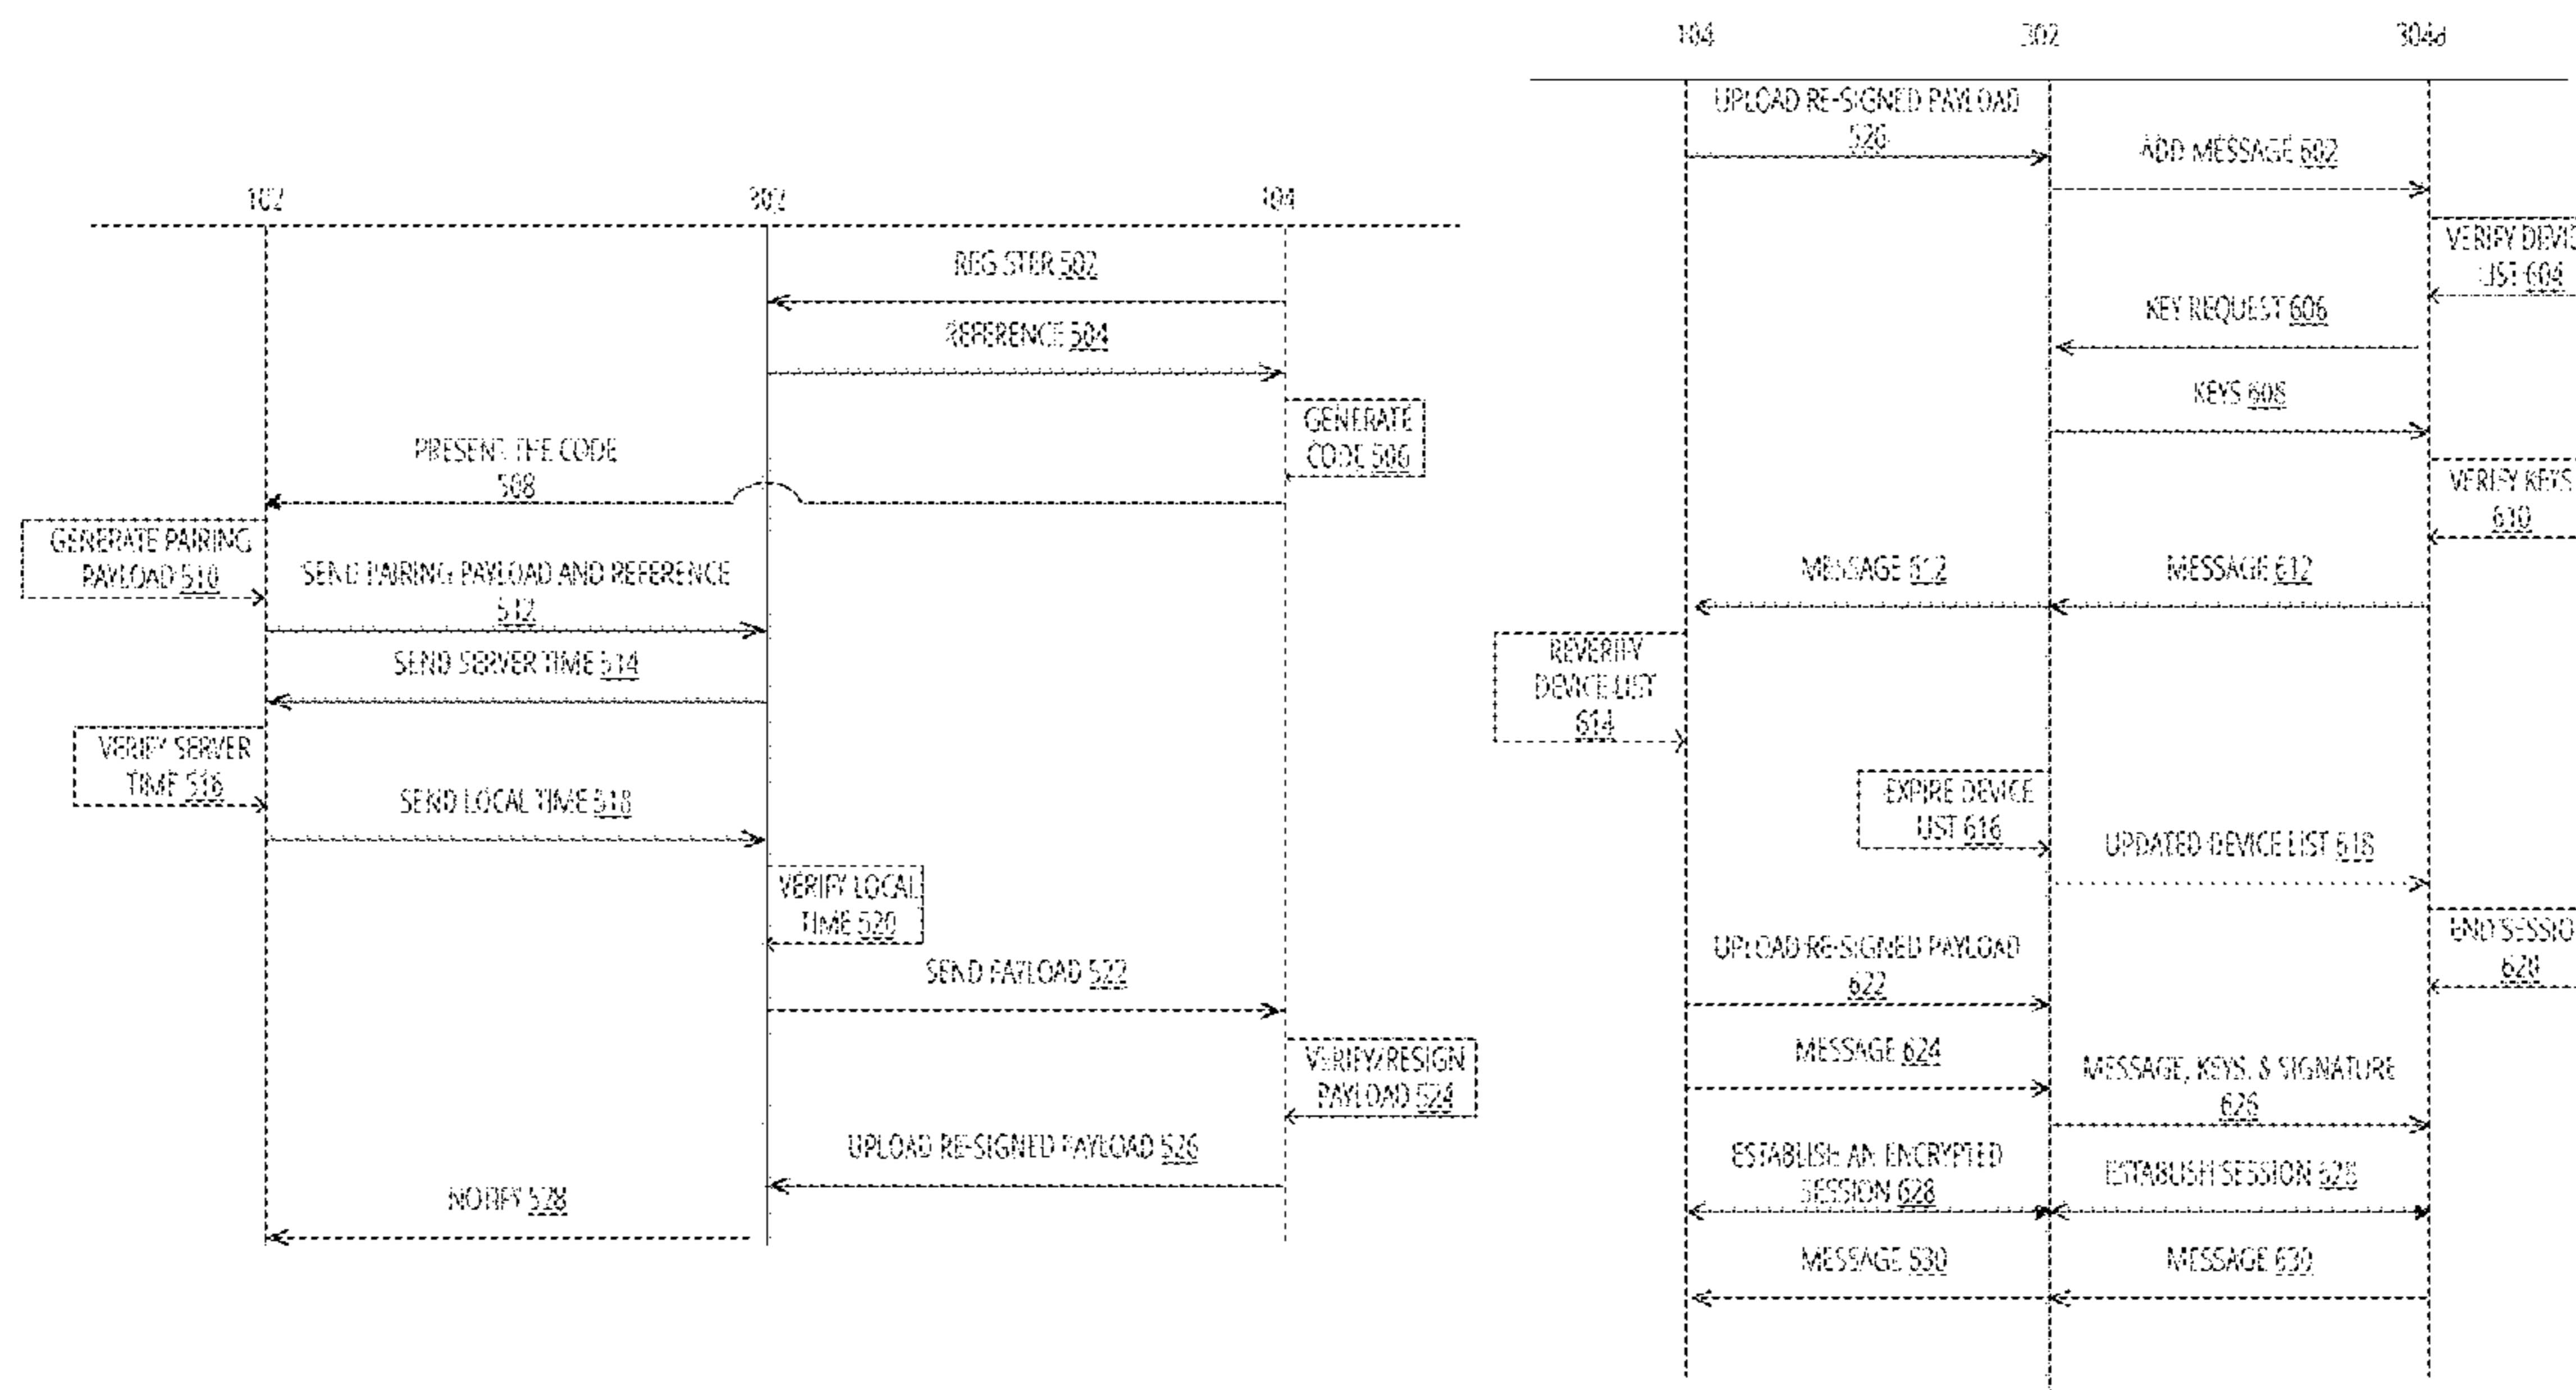 102
302
104
REGISTER 502
REFERENCE 504
GENERATE
CODE 506
PRESENT THE CODE
508
GENERATE PAIRING
PAYLOAD 510
SEND PAIRING PAYLOAD AND REFERENCE
512
SEND SERVER TIME 514
VERIFY SERVER
TIME 516
SEND LOCAL TIME 518
VERIFY LOCAL
TIME 520
SEND PAYLOAD 522
VERIFY/RESIGN
PAYLOAD 524
UPLOAD RE-SIGNED PAYLOAD 526
NOTIFY 528
104
302
304d
UPLOAD RE-SIGNED PAYLOAD
526
ADD MESSAGE 602
VERIFY DEVIC
LIST 604
KEY REQUEST 606
KEYS 608
VERIFY KEYS
610
MESSAGE 612
MESSAGE 612
REVERIFY
DEVICE LIST
614
EXPIRE DEVICE
LIST 616
UPDATED DEVICE LIST 618
END SESSIO
620
UPLOAD RE-SIGNED PAYLOAD
622
MESSAGE 624
MESSAGE, KEYS, & SIGNATURE
626
ESTABLISH AN ENCRYPTED
SESSION 628
ESTABLISH SESSION 628
MESSAGE 630
MESSAGE 630